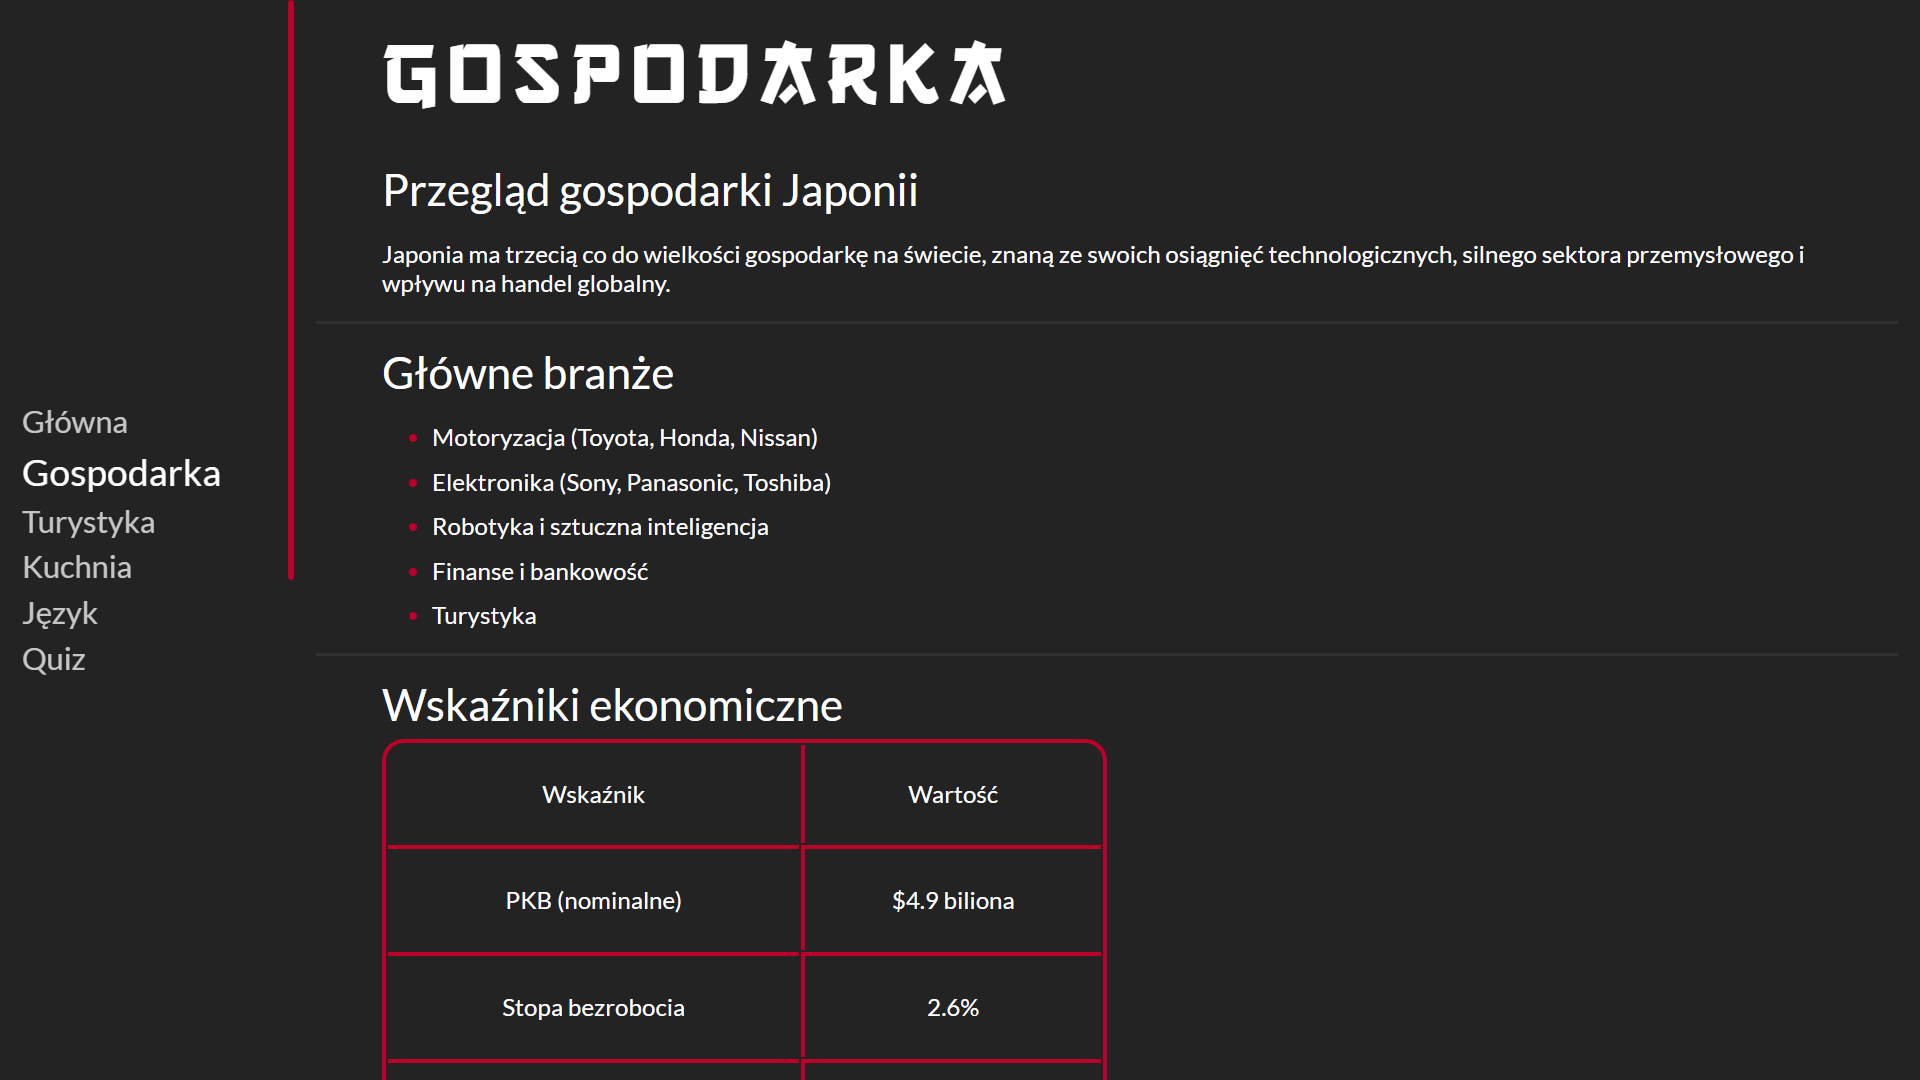 GOSPODARKA
Przegląd gospodarki Japonii
Japonia ma trzecią co do wielkości gospodarkę na świecie, znaną ze swoich osiągnięć technologicznych, silnego sektora przemysłowego i
wpływu na handel globalny.
Główne branże
Motoryzacja (Toyota, Honda, Nissan)
Elektronika (Sony, Panasonic, Toshiba)
Robotyka i sztuczna inteligencja
Finanse i bankowość
Turystyka
Główna
Gospodarka
Turystyka
Kuchnia
Język
Quiz
Wskaźniki ekonomiczne
Wskaźnik Wartość
PKB (nominalne) $4.9 biliona
Stopa bezrobocia 2.6%